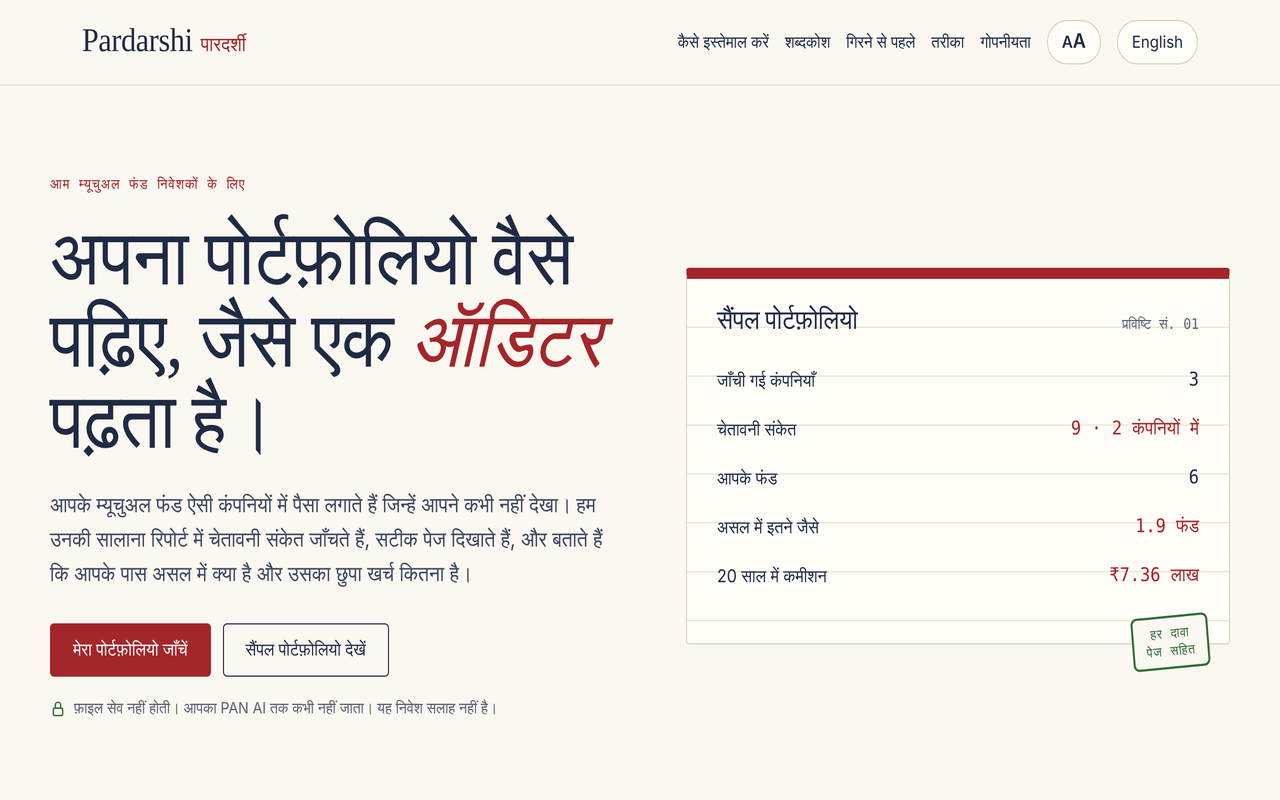 Pardarshi पारदर्शी
कैसे इस्तेमाल करें शब्दकोश गिरने से पहले तरीका गोपनीयता AA English
आम म्यूचुअल फंड निवेशकों के लिए
अपना पोर्टफ़ोलियो वैसे
पढ़िए, जैसे एक ऑडिटर
पढ़ता है।
आपके म्यूचुअल फंड ऐसी कंपनियों में पैसा लगाते हैं जिन्हें आपने कभी नहीं देखा। हम
उनकी सालाना रिपोर्ट में चेतावनी संकेत जाँचते हैं, सटीक पेज दिखाते हैं, और बताते हैं
कि आपके पास असल में क्या है और उसका छुपा खर्च कितना है।
मेरा पोर्टफ़ोलियो जाँचें सैंपल पोर्टफ़ोलियो देखें
फ़ाइल सेव नहीं होती। आपका PAN AI तक कभी नहीं जाता। यह निवेश सलाह नहीं है।
सैंपल पोर्टफ़ोलियो प्रविष्टि सं. 01
जाँची गई कंपनियाँ 3
चेतावनी संकेत 9 · 2 कंपनियों में
आपके फंड 6
असल में इतने जैसे 1.9 फंड
20 साल में कमीशन ₹7.36 लाख
हर दावा
पेज सहित